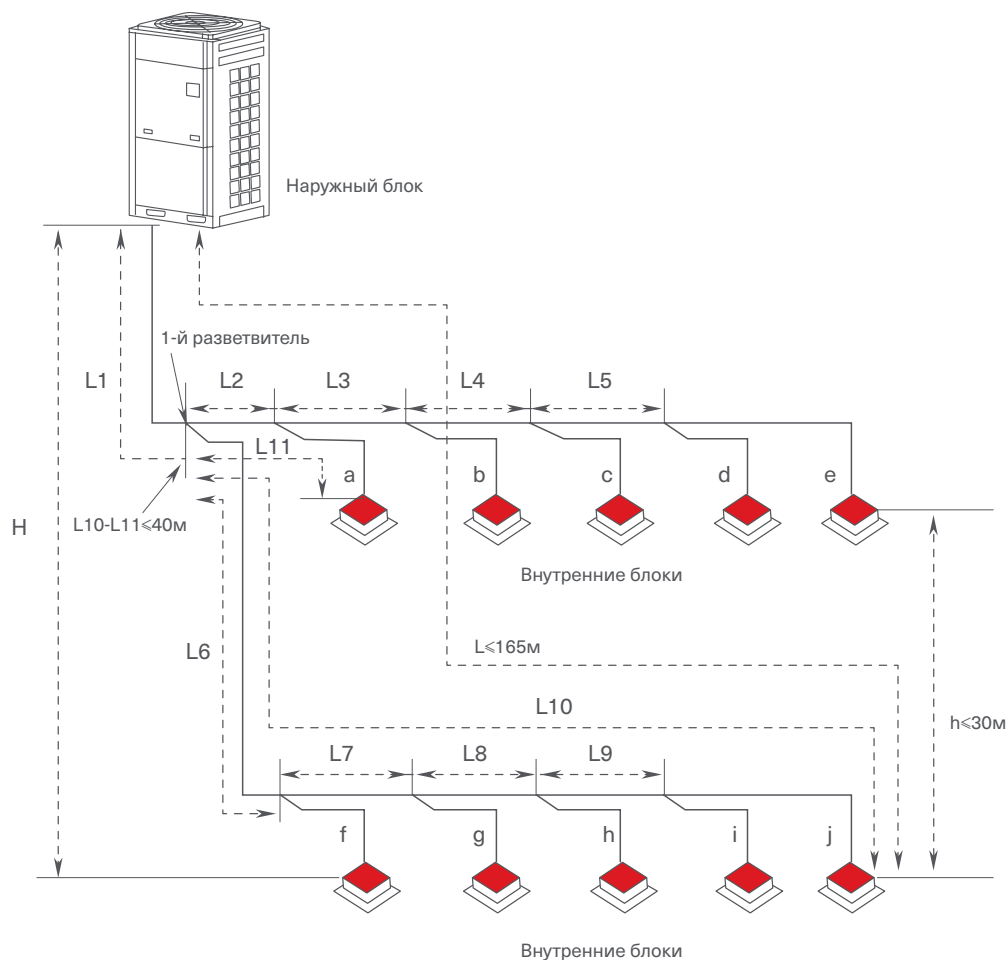 Наружный блок
1-й разветвитель
L1
L2
L3
L4
L5
L11
a
b
c
d
e
H
L10-L11⩽40м
Внутренние блоки
L6
L⩽165м
L10
h⩽30м
L7
L8
L9
f
g
h
i
j
Внутренние блоки